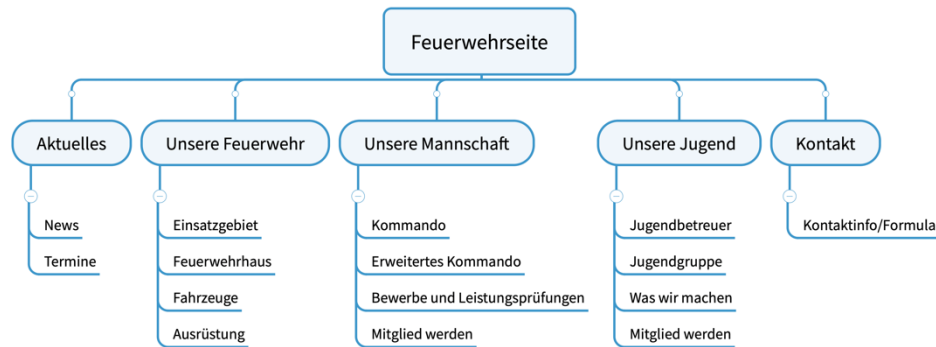 Feuerwehrseite
Aktuelles
Unsere Feuerwehr
Unsere Mannschaft
Unsere Jugend
Kontakt
News
Termine
Einsatzgebiet
Feuerwehrhaus
Fahrzeuge
Ausrüstung
Kommando
Erweitertes Kommando
Bewerbe und Leistungsprüfungen
Mitglied werden
Jugendbetreuer
Jugendgruppe
Was wir machen
Mitglied werden
Kontaktinfo/Formula